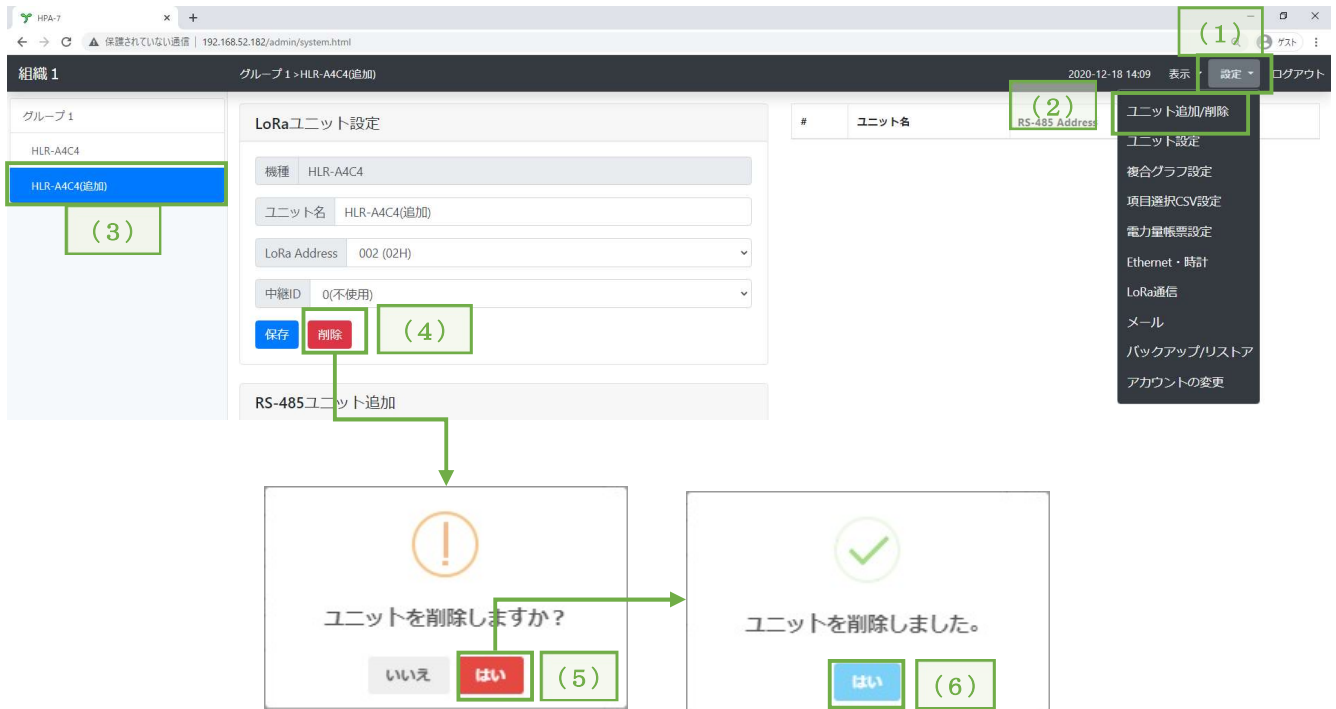 HPA-7
保護されていない通信 | 192.168.52.182/admin/system.html
ゲスト
(1)
組織 1
グループ 1 > HLR-A4C4(追加)
2020-12-18 14:09 表示 設定 ログアウト
(2)
グループ 1
HLR-A4C4
HLR-A4C4(追加)
(3)
LoRaユニット設定
機種 HLR-A4C4
ユニット名 HLR-A4C4(追加)
LoRa Address 002 (02H)
中継ID 0(不使用)
保存 削除
(4)
RS-485ユニット追加
# ユニット名 RS-485 Address
ユニット追加/削除
ユニット設定
複合グラフ設定
項目選択CSV設定
電力量帳票設定
Ethernet・時計
LoRa通信
メール
バックアップ/リストア
アカウントの変更
ユニットを削除しますか？
いいえ はい
(5)
ユニットを削除しました。
はい
(6)